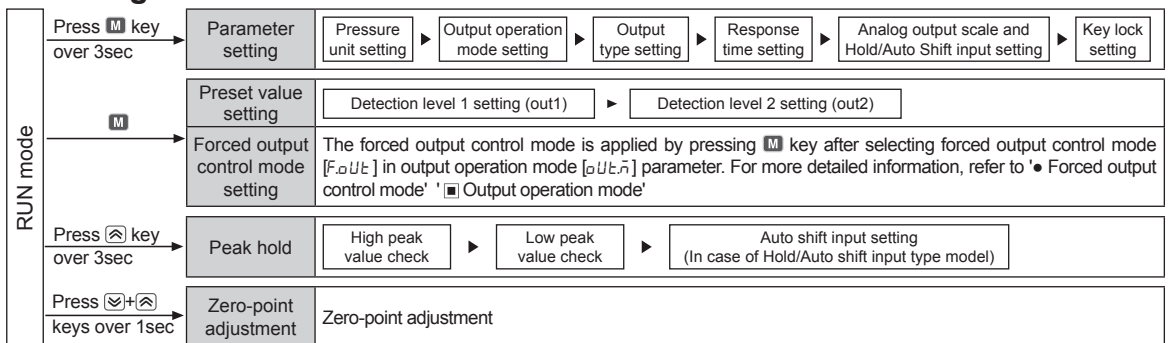 RUN mode
Press M key
over 3sec
Parameter
setting
Pressure
unit setting
Output operation
mode setting
Output
type setting
Response
time setting
Analog output scale and
Hold/Auto Shift input setting
Key lock
setting
M
Preset value
setting
Detection level 1 setting (out1)
Detection level 2 setting (out2)
Forced output
control mode
setting
The forced output control mode is applied by pressing M key after selecting forced output control mode
[F.oUt] in output operation mode [oUt.m] parameter. For more detailed information, refer to '● Forced output
control mode' '▣ Output operation mode'
Press key
over 3sec
Peak hold
High peak
value check
Low peak
value check
Auto shift input setting
(In case of Hold/Auto shift input type model)
Press +
keys over 1sec
Zero-point
adjustment
Zero-point adjustment